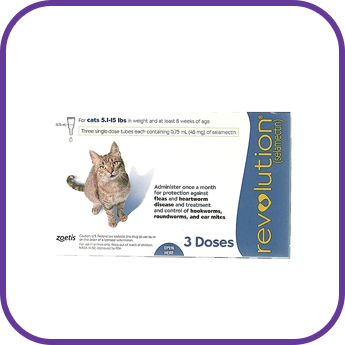 For cats 5.1-15 lbs in weight and at least 8 weeks of age
Three single-dose tubes each containing 0.75 mL (45 mg) of selamectin
Administer once a month
for protection against
fleas and heartworm
disease and treatment
and control of hookworms,
roundworms, and ear mites
zoetis
OPEN
HERE
3 Doses
revolution®
(selamectin)